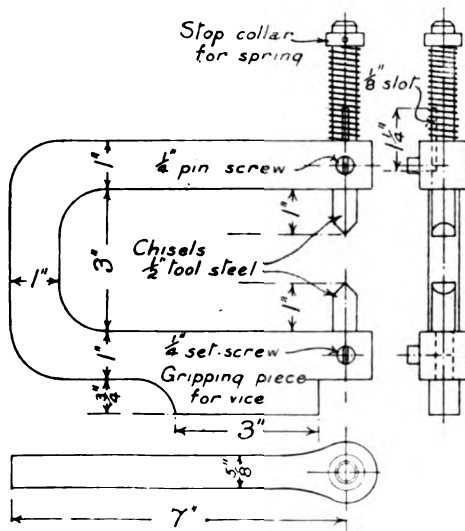 Stop collar
for spring
1/8" slot
1 1/4"
1"
1/4" pin screw
1"
1"
3"
Chisels
1/2" tool steel
1"
1"
1/4" set-screw
Gripping piece
for vice
3/4"
3"
5/8"
7"